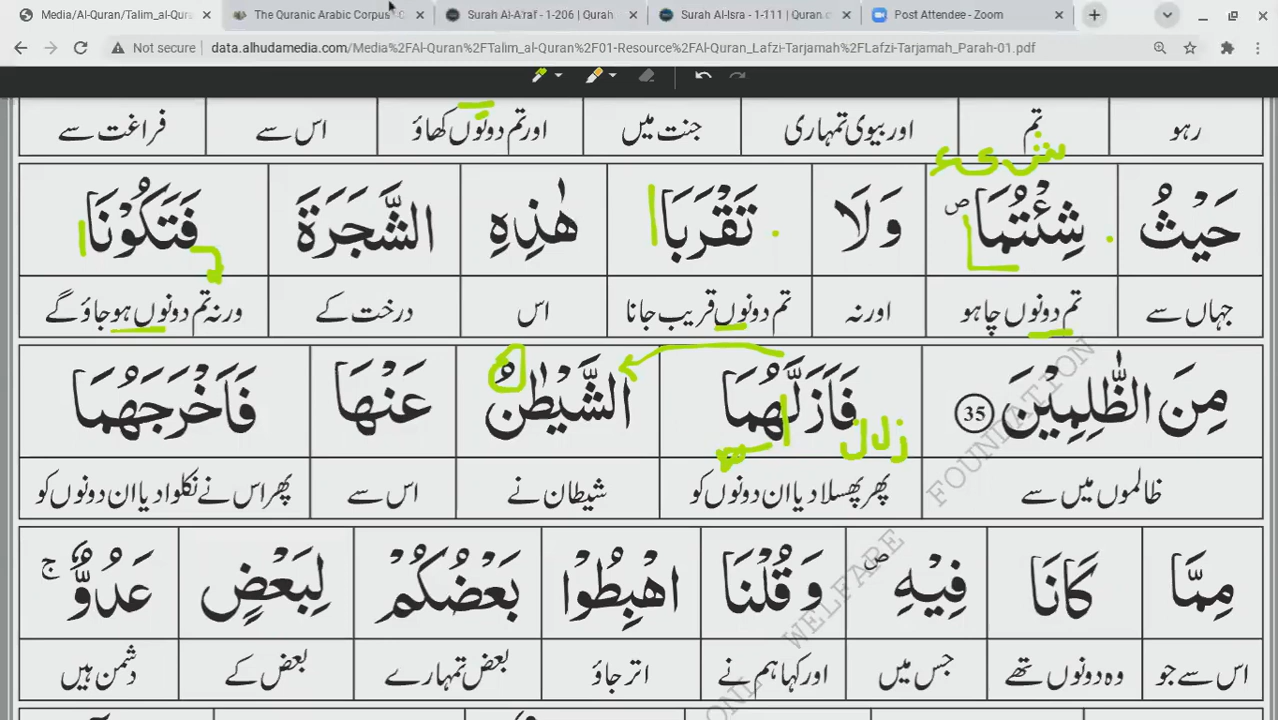 Media/Al-Quran/Talim_al-Qur
The Quranic Arabic Corpus
Surah Al-A'raf - 1-206 | Qurah
Surah Al-Isra - 1-111 | Quran.c
Post Attendee - Zoom
Not secure
data.alhudamedia.com/Media%2FAl-Quran%2FTalim_al-Quran%2F01-Resource%2FAl-Quran_Lafzi-Tarjamah%2FLafzi-Tarjamah_Parah-01.pdf
رہو تم اور بیوی تمہاری جنت میں اور تم دونوں کھاؤ اس سے فراغت سے
حَيْثُ شِئْتُمَا ۖ وَلَا تَقْرَبَا هٰذِهِ الشَّجَرَةَ فَتَكُوْنَا
جہاں سے تم دونوں چاہو اور نہ تم دونوں قریب جانا اس درخت کے ورنہ تم دونوں ہو جاؤ گے
مِنَ الظّٰلِمِيْنَ 35 فَاَزَلَّهُمَا الشَّيْطٰنُ عَنْهَا فَاَخْرَجَهُمَا
زلل
ظالموں میں سے پھر پھسلا دیا ان دونوں کو شیطان نے اس سے پھر اس نے نکلوا دیا ان دونوں کو
مِمَّا كَانَا فِيْهِ ۖ وَقُلْنَا اهْبِطُوْا بَعْضُكُمْ لِبَعْضٍ عَدُوٌّ ۚ
اس سے جو وہ دونوں تھے جس میں اور کہا ہم نے اتر جاؤ بعض تمہارے بعض کے دشمن ہیں
FOUNDATION
WELFARE